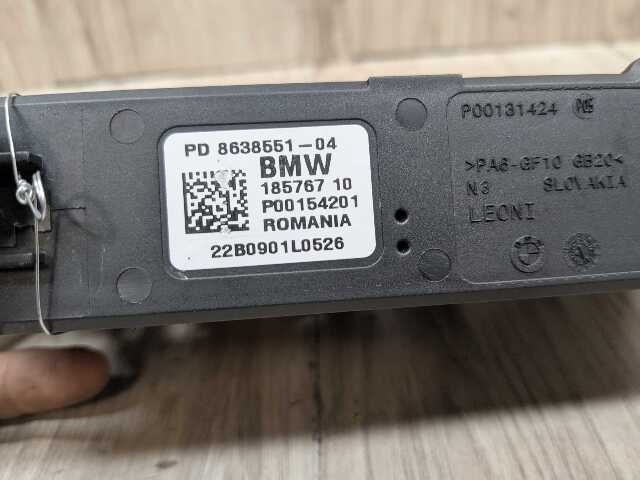 PD 8638551-04
BMW
185767 10
P00154201
ROMANIA
22B0901L0526
P00131424
>PA6-GF10 GB20<
N3 SLOVAKIA
LEONI